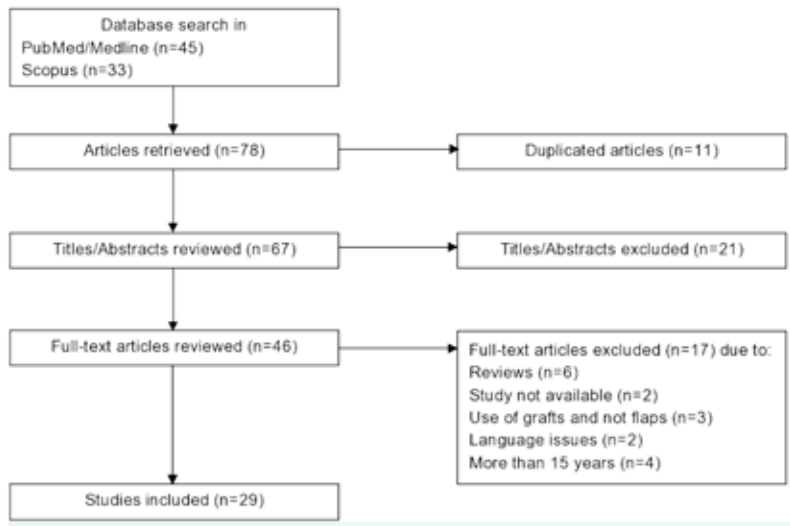 Database search in
PubMed/Medline (n=45)
Scopus (n=33)
Articles retrieved (n=78)
Duplicated articles (n=11)
Titles/Abstracts reviewed (n=67)
Titles/Abstracts excluded (n=21)
Full-text articles reviewed (n=46)
Full-text articles excluded (n=17) due to:
Reviews (n=6)
Study not available (n=2)
Use of grafts and not flaps (n=3)
Language issues (n=2)
More than 15 years (n=4)
Studies included (n=29)